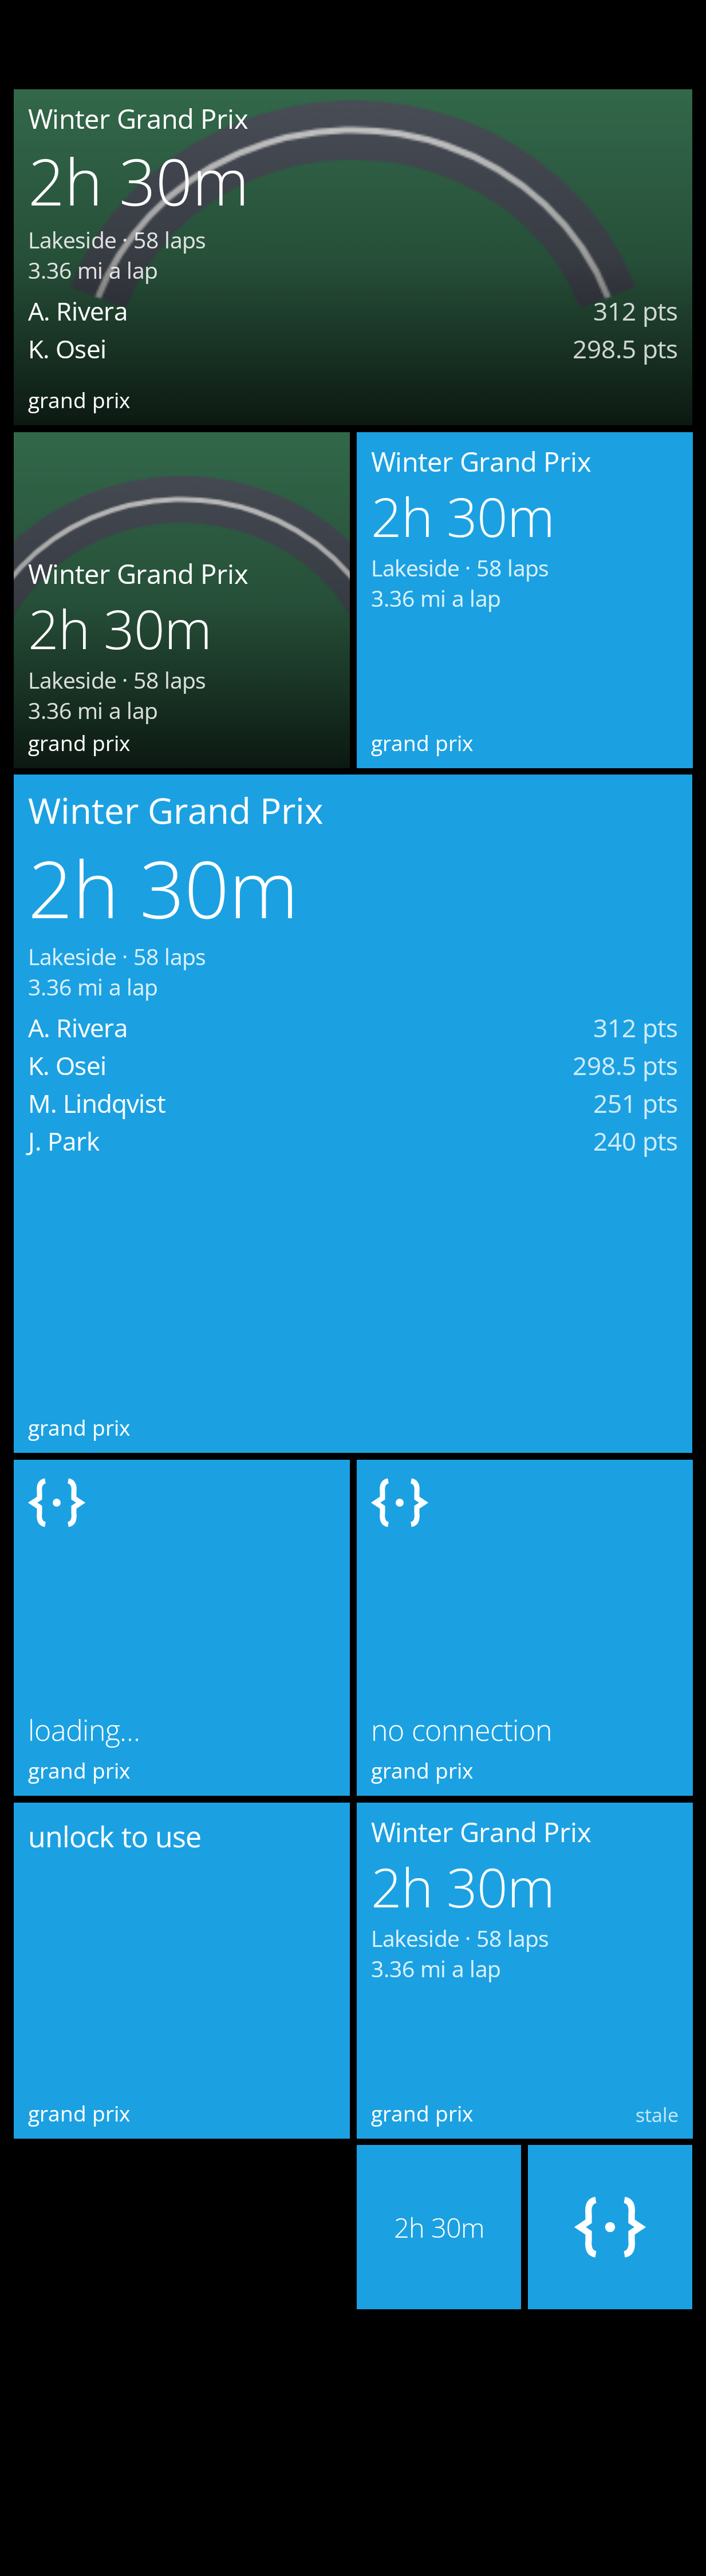 Winter Grand Prix
2h 30m
Lakeside · 58 laps
3.36 mi a lap
A. Rivera 312 pts
K. Osei 298.5 pts
grand prix
Winter Grand Prix
2h 30m
Lakeside · 58 laps
3.36 mi a lap
grand prix
Winter Grand Prix
2h 30m
Lakeside · 58 laps
3.36 mi a lap
grand prix
Winter Grand Prix
2h 30m
Lakeside · 58 laps
3.36 mi a lap
A. Rivera 312 pts
K. Osei 298.5 pts
M. Lindqvist 251 pts
J. Park 240 pts
grand prix
loading...
grand prix
no connection
grand prix
unlock to use
grand prix
Winter Grand Prix
2h 30m
Lakeside · 58 laps
3.36 mi a lap
grand prix stale
2h 30m